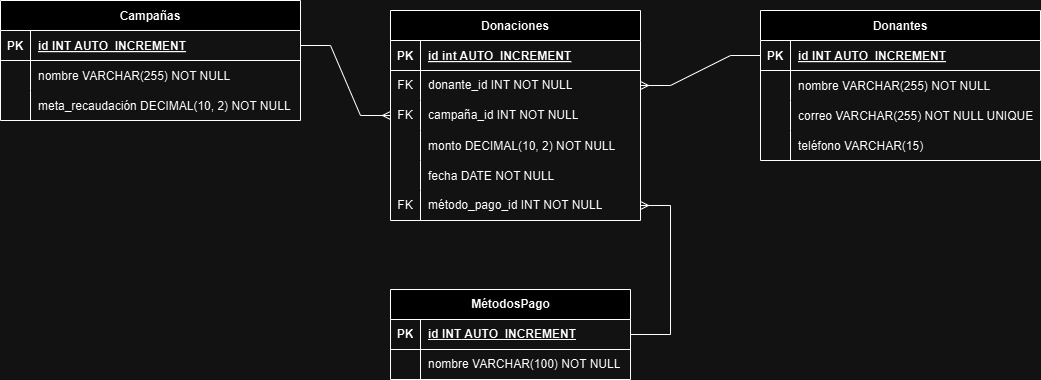 Campañas
PK id INT AUTO_INCREMENT
nombre VARCHAR(255) NOT NULL
meta_recaudación DECIMAL(10, 2) NOT NULL
Donaciones
PK id int AUTO_INCREMENT
FK donante_id INT NOT NULL
FK campaña_id INT NOT NULL
monto DECIMAL(10, 2) NOT NULL
fecha DATE NOT NULL
FK método_pago_id INT NOT NULL
Donantes
PK id INT AUTO_INCREMENT
nombre VARCHAR(255) NOT NULL
correo VARCHAR(255) NOT NULL UNIQUE
teléfono VARCHAR(15)
MétodosPago
PK id INT AUTO_INCREMENT
nombre VARCHAR(100) NOT NULL